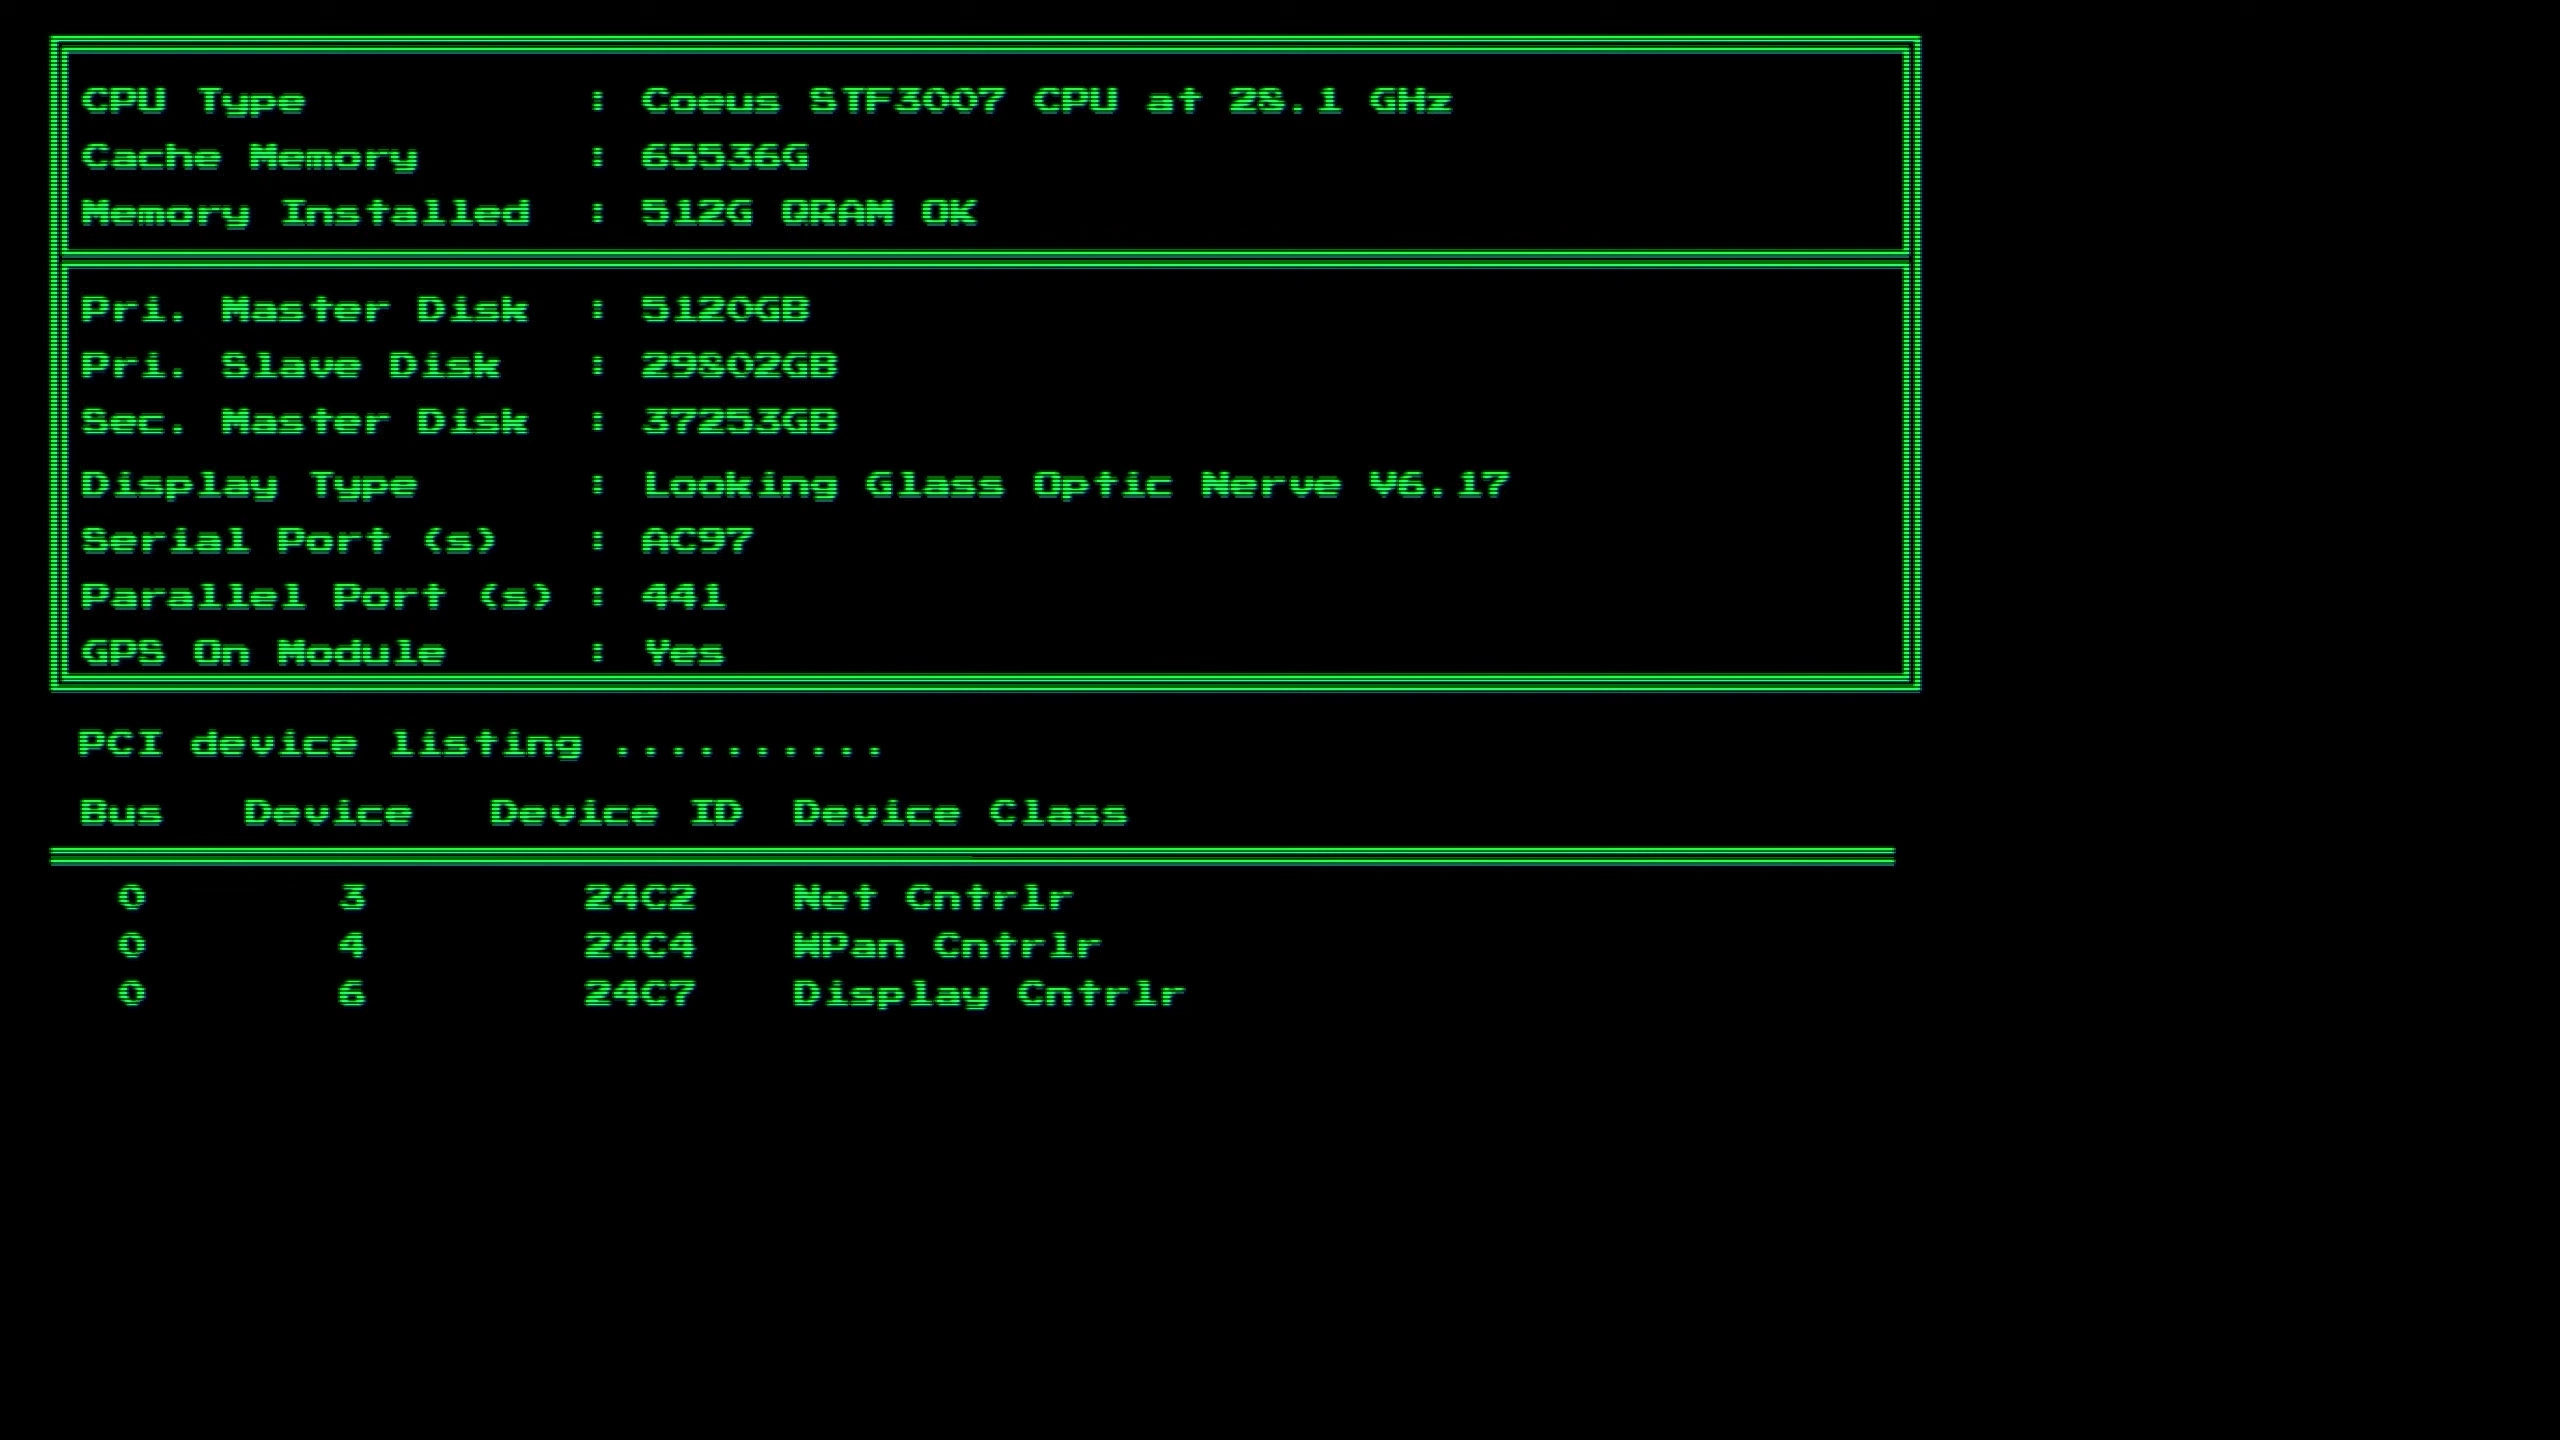 CPU Type : Coeus STF3007 CPU at 28.1 GHz
Cache Memory : 65536G
Memory Installed : 512G QRAM OK
Pri. Master Disk : 5120GB
Pri. Slave Disk : 29802GB
Sec. Master Disk : 37253GB
Display Type : Looking Glass Optic Nerve V6.17
Serial Port (s) : AC97
Parallel Port (s) : 441
GPS On Module : Yes
PCI device listing ..........
Bus Device Device ID Device Class
0 3 24C2 Net Cntrlr
0 4 24C4 WPan Cntrlr
0 6 24C7 Display Cntrlr